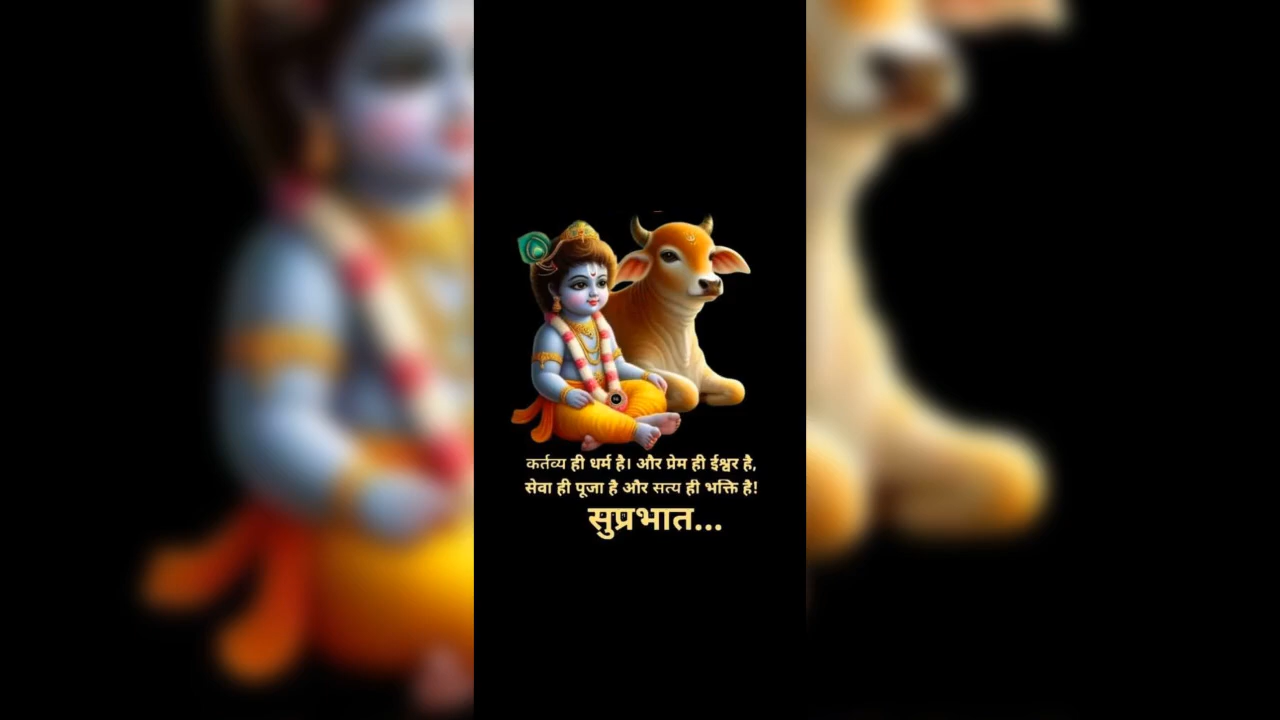 कर्तव्य ही धर्म है। और प्रेम ही ईश्वर है,
सेवा ही पूजा है और सत्य ही भक्ति है!
सुप्रभात...